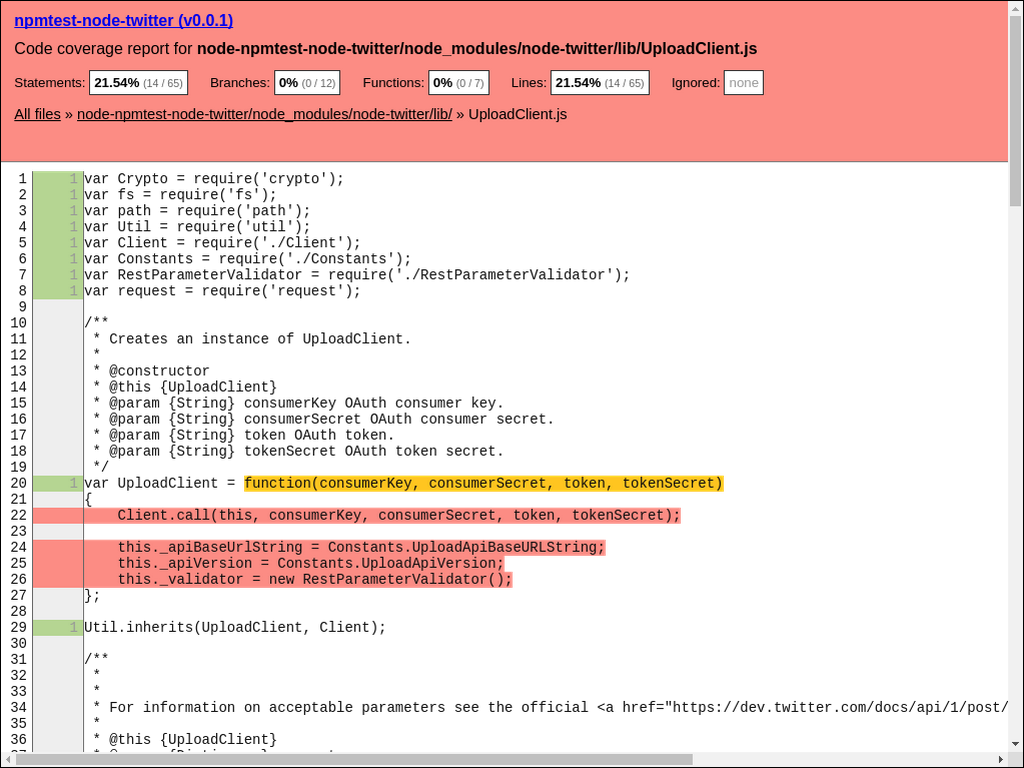 npmtest-node-twitter (v0.0.1)
Code coverage report for node-npmtest-node-twitter/node_modules/node-twitter/lib/UploadClient.js
Statements: 21.54% (14 / 65) Branches: 0% (0 / 12) Functions: 0% (0 / 7) Lines: 21.54% (14 / 65) Ignored: none
All files » node-npmtest-node-twitter/node_modules/node-twitter/lib/ » UploadClient.js
1 1 var Crypto = require('crypto');
2 1 var fs = require('fs');
3 1 var path = require('path');
4 1 var Util = require('util');
5 1 var Client = require('./Client');
6 1 var Constants = require('./Constants');
7 1 var RestParameterValidator = require('./RestParameterValidator');
8 1 var request = require('request');
9
10 /**
11 * Creates an instance of UploadClient.
12 *
13 * @constructor
14 * @this {UploadClient}
15 * @param {String} consumerKey OAuth consumer key.
16 * @param {String} consumerSecret OAuth consumer secret.
17 * @param {String} token OAuth token.
18 * @param {String} tokenSecret OAuth token secret.
19 */
20 1 var UploadClient = function(consumerKey, consumerSecret, token, tokenSecret)
21 {
22 Client.call(this, consumerKey, consumerSecret, token, tokenSecret);
23
24 this._apiBaseUrlString = Constants.UploadApiBaseURLString;
25 this._apiVersion = Constants.UploadApiVersion;
26 this._validator = new RestParameterValidator();
27 };
28
29 1 Util.inherits(UploadClient, Client);
30
31 /**
32 *
33 *
34 * For information on acceptable parameters see the official <a href="https://dev.twitter.com/docs/api/1/post/
35 *
36 * @this {UploadClient}